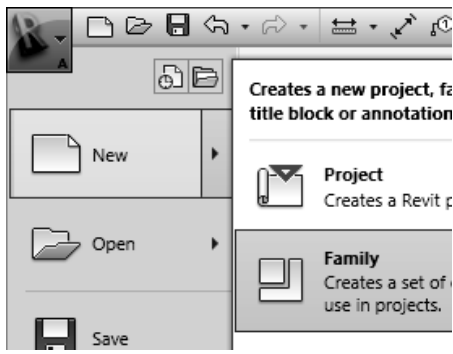 A
Creates a new project, fa
title block or annotation
New
Project
Creates a Revit p
Open
Family
Creates a set of
use in projects.
Save